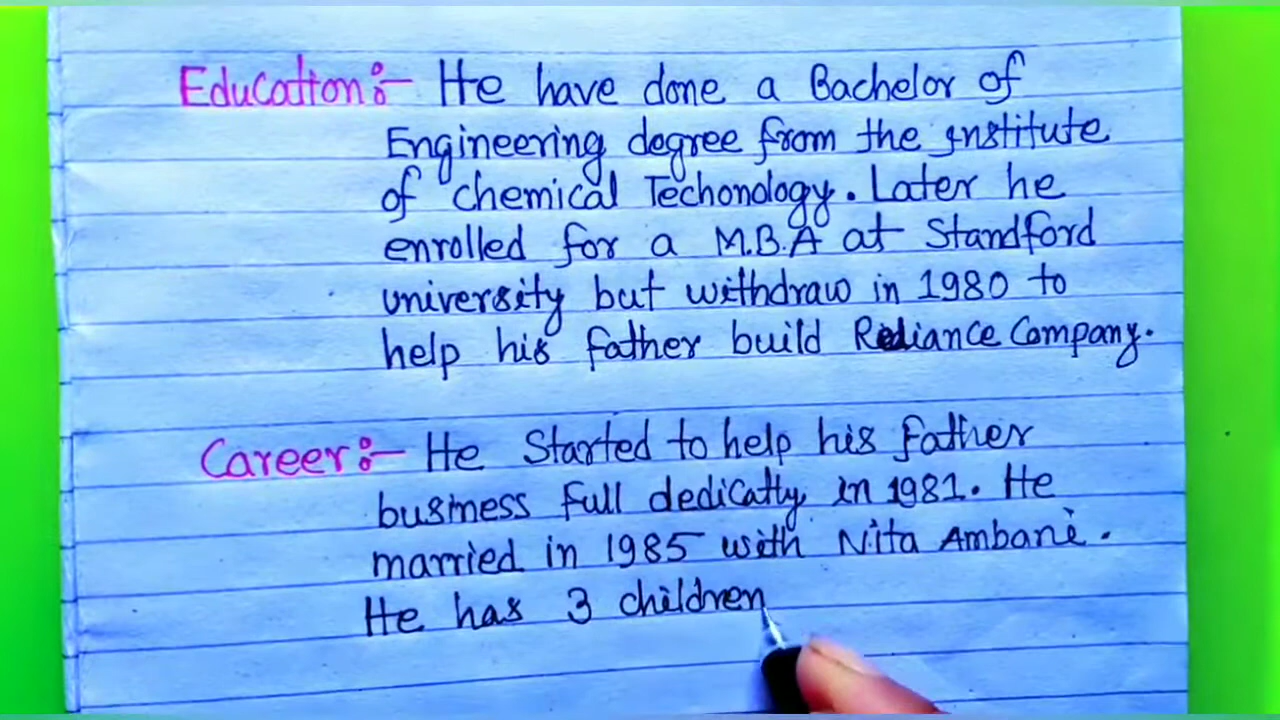 Education:- He have done a Bachelor of
Engineering degree from the Institute
of chemical Techonology. Later he
enrolled for a M.B.A at Standford
university but withdraw in 1980 to
help his father build Reliance Company.
Career:- He Started to help his father
business full dedicatly in 1981. He
married in 1985 with Nita Ambani.
He has 3 children